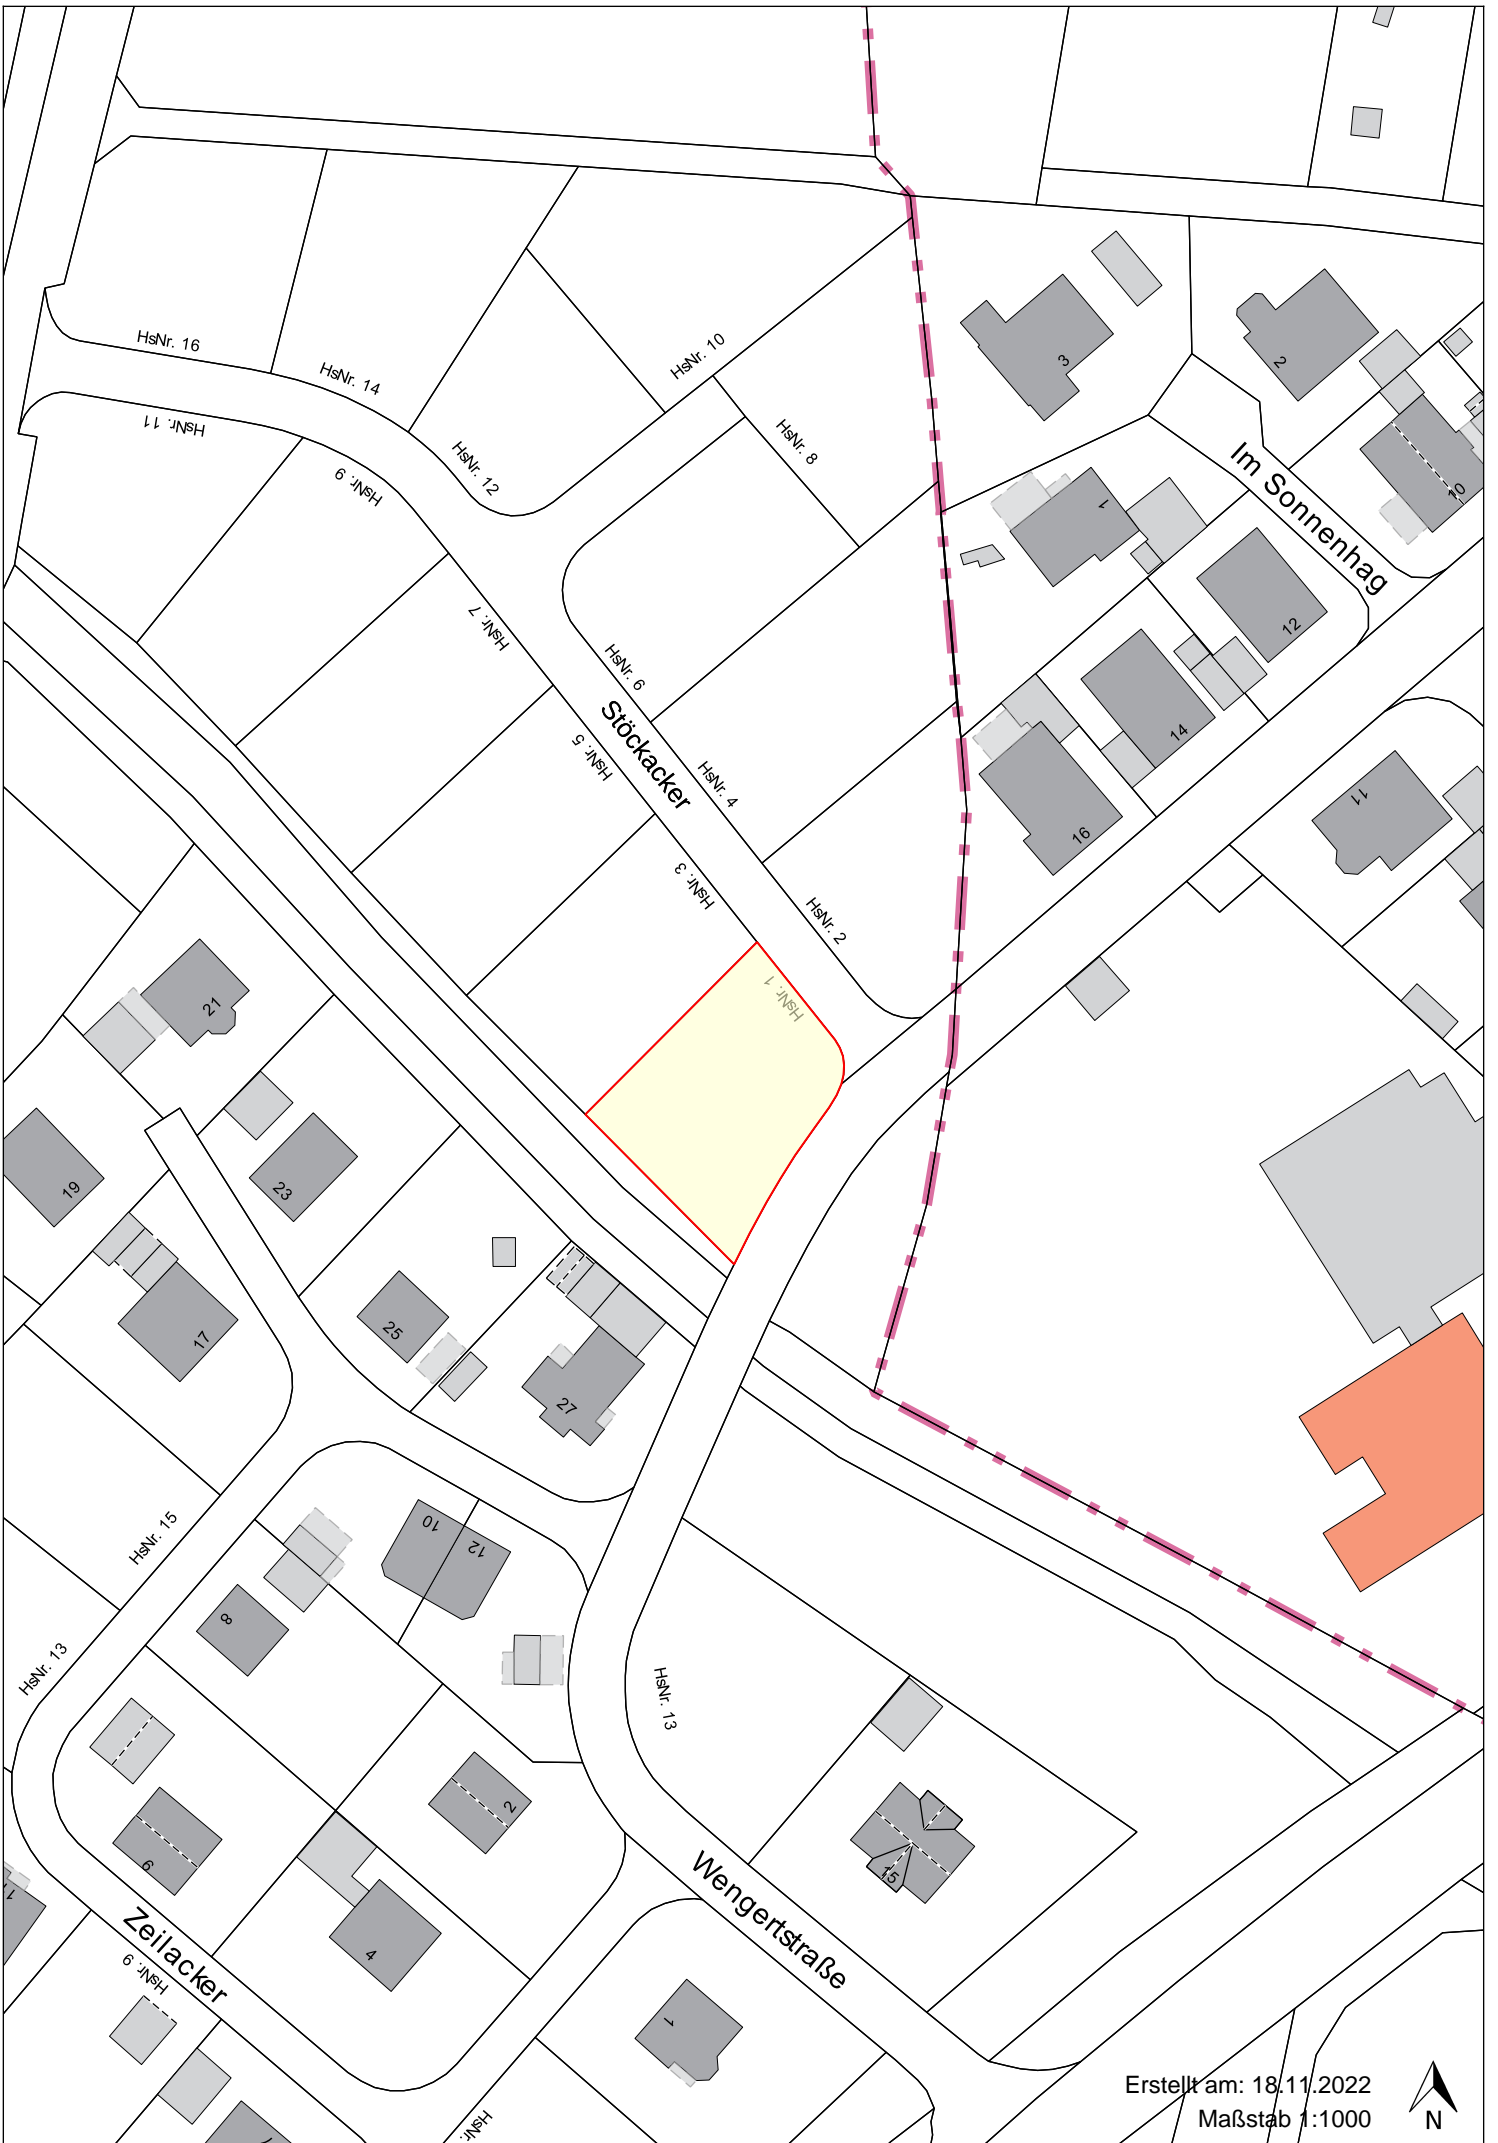 HsNr. 16
HsNr. 14
HsNr. 10
HsNr. 11
HsNr. 12
HsNr. 8
HsNr. 9
3
2
Im Sonnenhag
10
1
12
HsNr. 7
HsNr. 6
Stöckacker
HsNr. 5
HsNr. 4
14
16
11
HsNr. 3
HsNr. 2
HsNr. 1
21
19
23
17
25
27
HsNr. 15
10
12
8
HsNr. 13
HsNr. 13
2
6
15
11
4
Wengertstraße
Zeilacker
HsNr. 9
1
HsNr.
Erstellt am: 18.11.2022
Maßstab 1:1000
N